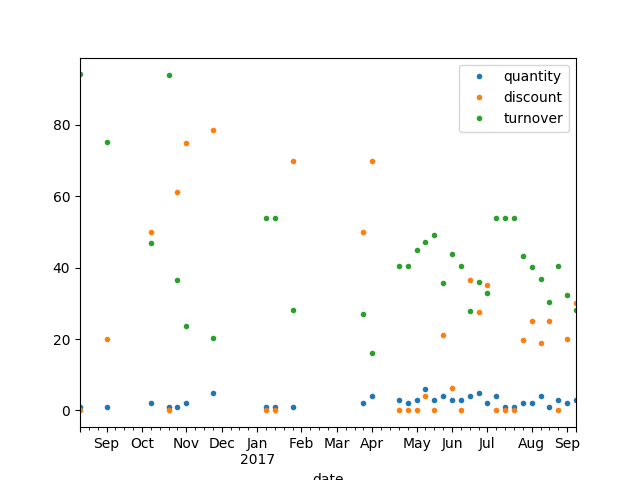 quantity
discount
turnover
80
60
40
20
0
Sep Oct Nov Dec Jan Feb Mar Apr May Jun Jul Aug Sep
2017
date